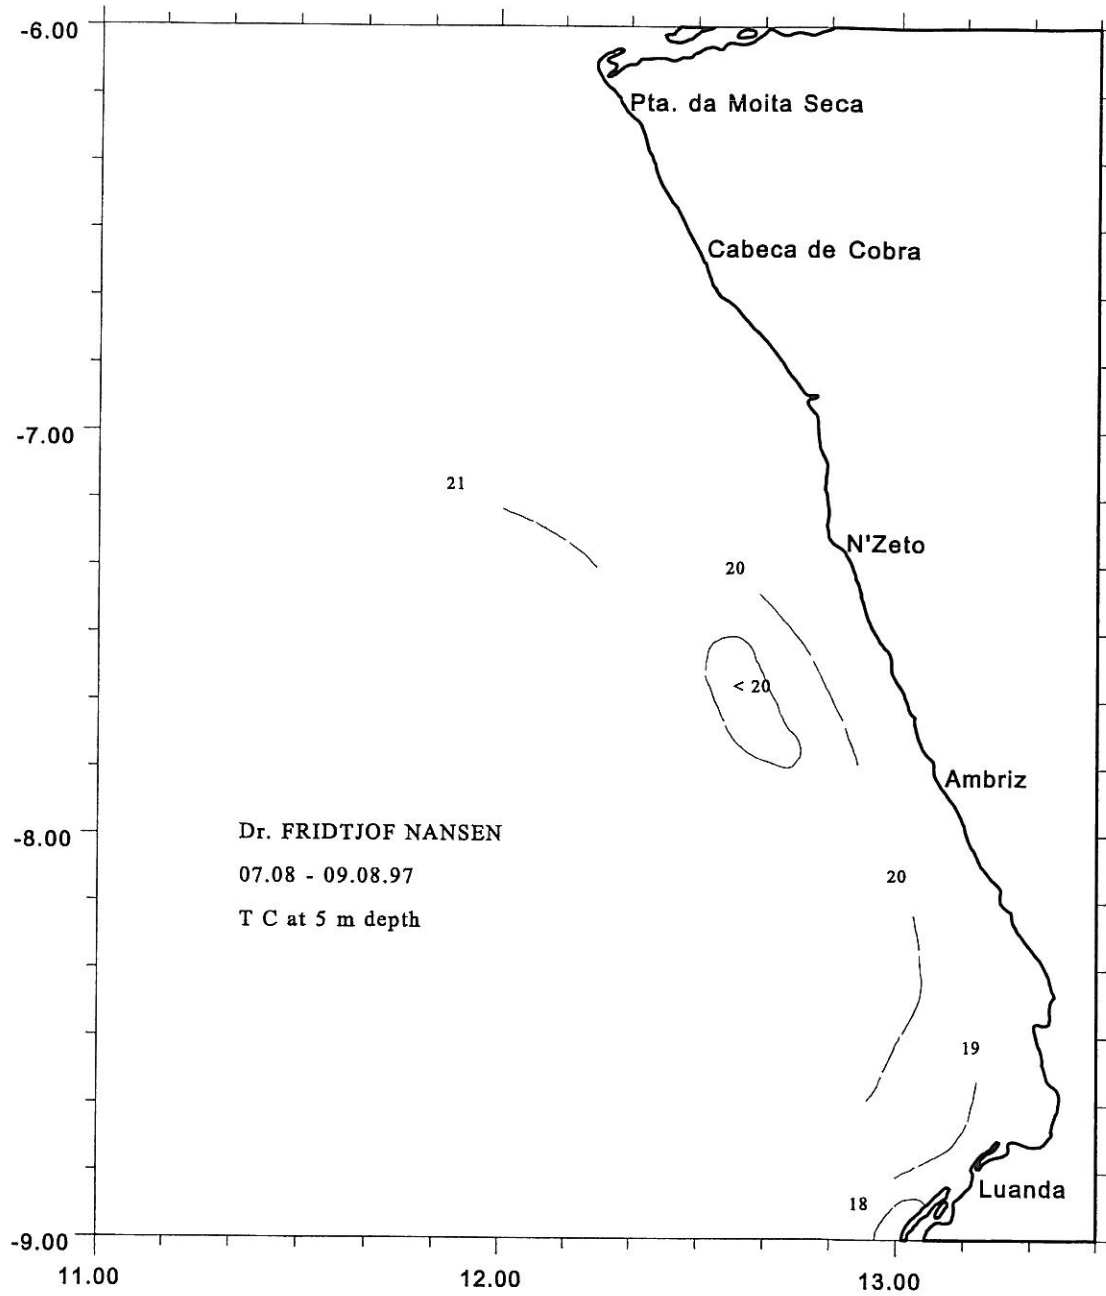 -6.00
Pta. da Moita Seca
Cabeca de Cobra
-7.00
21
N'Zeto
20
< 20
Ambriz
Dr. FRIDTJOF NANSEN
-8.00
07.08 - 09.08.97
20
T C at 5 m depth
19
Luanda
18
-9.00
11.00
12.00
13.00